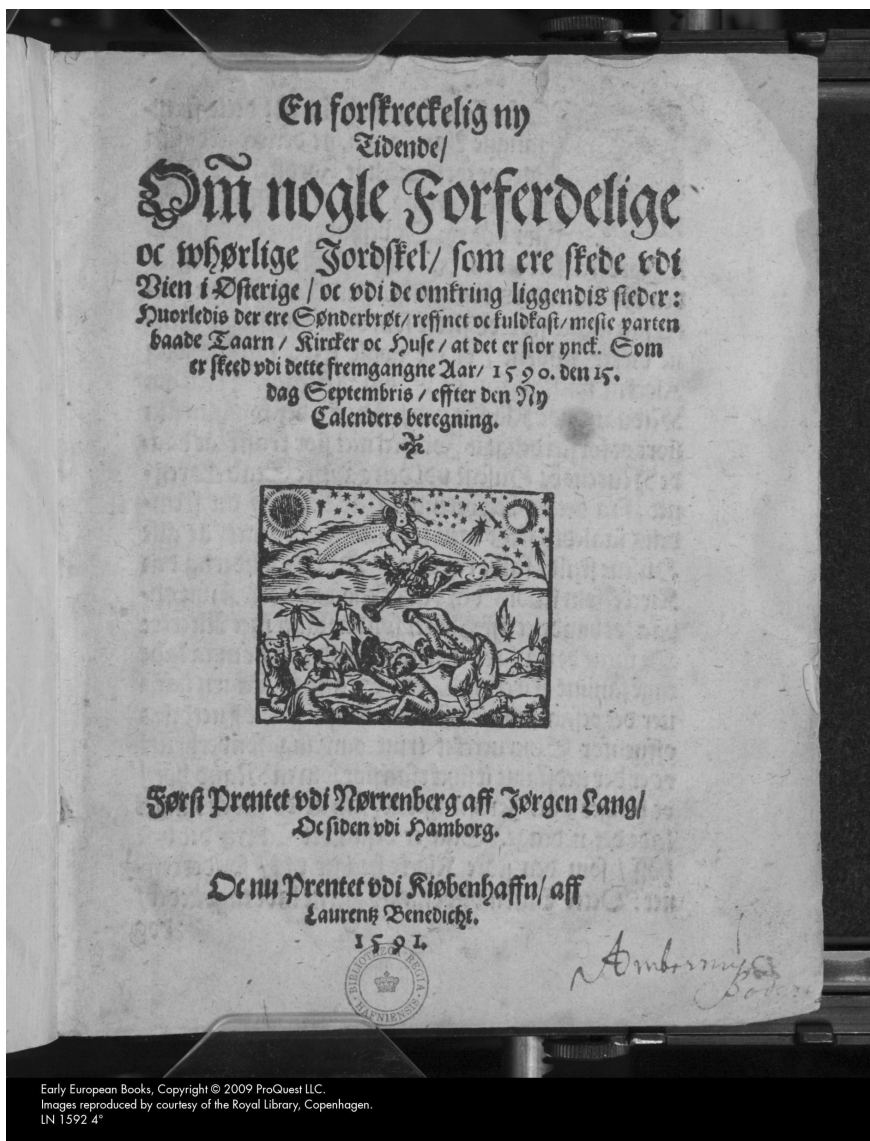 En forskreckelig ny
Tidende/
Om̃ nogle Forferdelige
oc whørlige Jordskel/ som ere skede vdi
Vien i Østerige/ oc vdi de omkring liggendis steder:
Huorledis der ere Sønderbrøt/ reffnet oc kuldkast/ meste parten
baade Taarn/ Kircker oc Huse/ at det er stor ynck. Som
er skeed vdi dette fremgangne Aar/ 1590. den 15.
dag Septembris/ effter den Ny
Calenders beregning.
Først Prentet vdi Nørrenberg aff Jørgen Lang/
Oc siden vdi Hamborg.
Oc nu Prentet vdi Kiøbenhaffn/ aff
Laurentz Benedicht.
1591.
BIBLIOTHECA REGIA HAFNIENSIS
Early European Books, Copyright © 2009 ProQuest LLC.
Images reproduced by courtesy of the Royal Library, Copenhagen.
LN 1592 4°